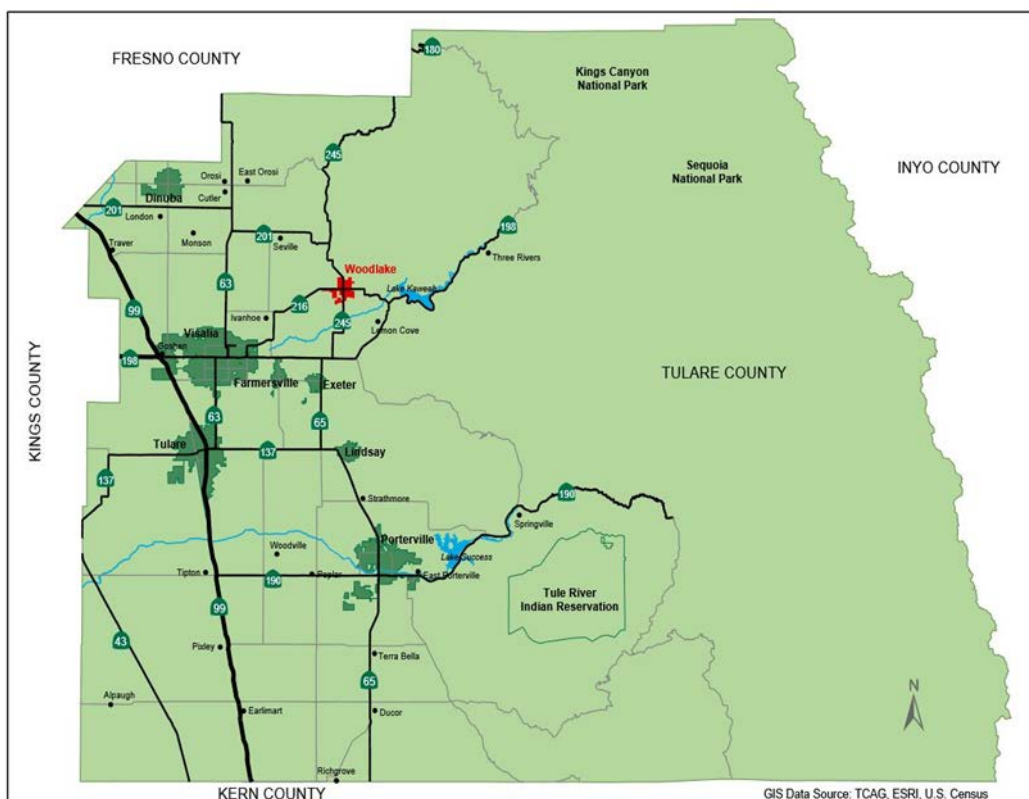 FRESNO COUNTY
180
Kings Canyon
National Park
245
Sequoia
National Park
INYO COUNTY
Orosi
East Orosi
Cutler
Dinuba
201
London
Monson
Traver
201
Seville
198
Three Rivers
Woodlake
Lake Kaweah
63
216
99
Ivanhoe
245
Lemon Cove
Visalia
Goshen
198
Farmersville
Exeter
TULARE COUNTY
KINGS COUNTY
63
65
Tulare
137
Lindsay
137
Strathmore
190
Springville
Porterville
Woodville
Lake Success
Tipton
190
Poplar
East Porterville
Tule River
Indian Reservation
99
43
Pixley
Terra Bella
65
Alpaugh
Earlimart
Ducor
N
Richgrove
KERN COUNTY
GIS Data Source: TCAG, ESRI, U.S. Census